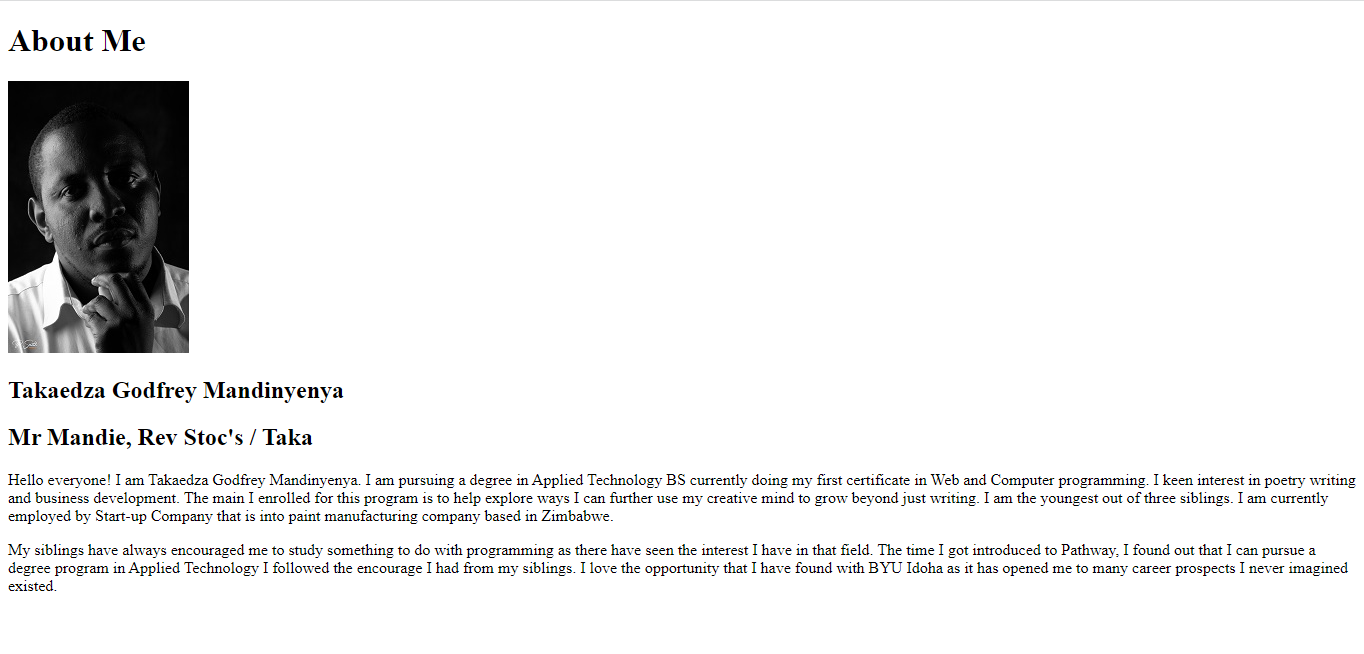 About Me
Takaedza Godfrey Mandinyenya
Mr Mandie, Rev Stoc's / Taka
Hello everyone! I am Takaedza Godfrey Mandinyenya. I am pursuing a degree in Applied Technology BS currently doing my first certificate in Web and Computer programming. I keen interest in poetry writing
and business development. The main I enrolled for this program is to help explore ways I can further use my creative mind to grow beyond just writing. I am the youngest out of three siblings. I am currently
employed by Start-up Company that is into paint manufacturing company based in Zimbabwe.
My siblings have always encouraged me to study something to do with programming as there have seen the interest I have in that field. The time I got introduced to Pathway, I found out that I can pursue a
degree program in Applied Technology I followed the encourage I had from my siblings. I love the opportunity that I have found with BYU Idoha as it has opened me to many career prospects I never imagined
existed.